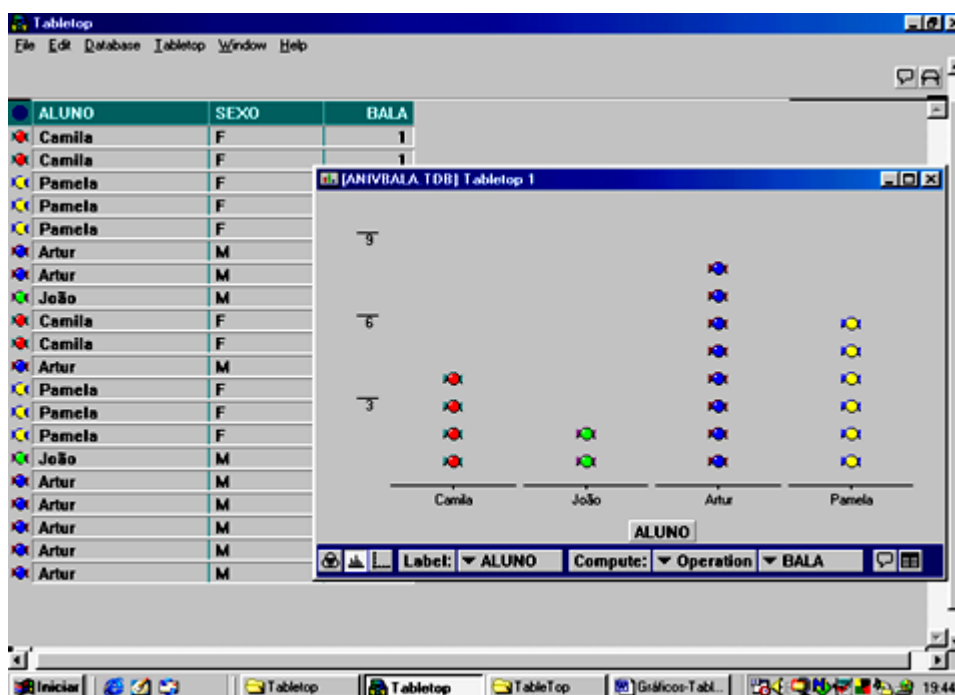 Tabletop
File Edit Database Tabletop Window Help
ALUNO SEXO BALA
Camila F 1
Camila F 1
Pamela F
Pamela F
Pamela F
Artur M
Artur M
João M
Camila F
Camila F
Artur M
Pamela F
Pamela F
Pamela F
João M
Artur M
Artur M
Artur M
Artur M
Artur M
[ANIVBALA.TDB] Tabletop 1
9
6
3
Camila João Artur Pamela
ALUNO
Label: ALUNO Compute: Operation BALA
Iniciar Tabletop Tabletop TableTop Gráficos-Tabl... 19:44